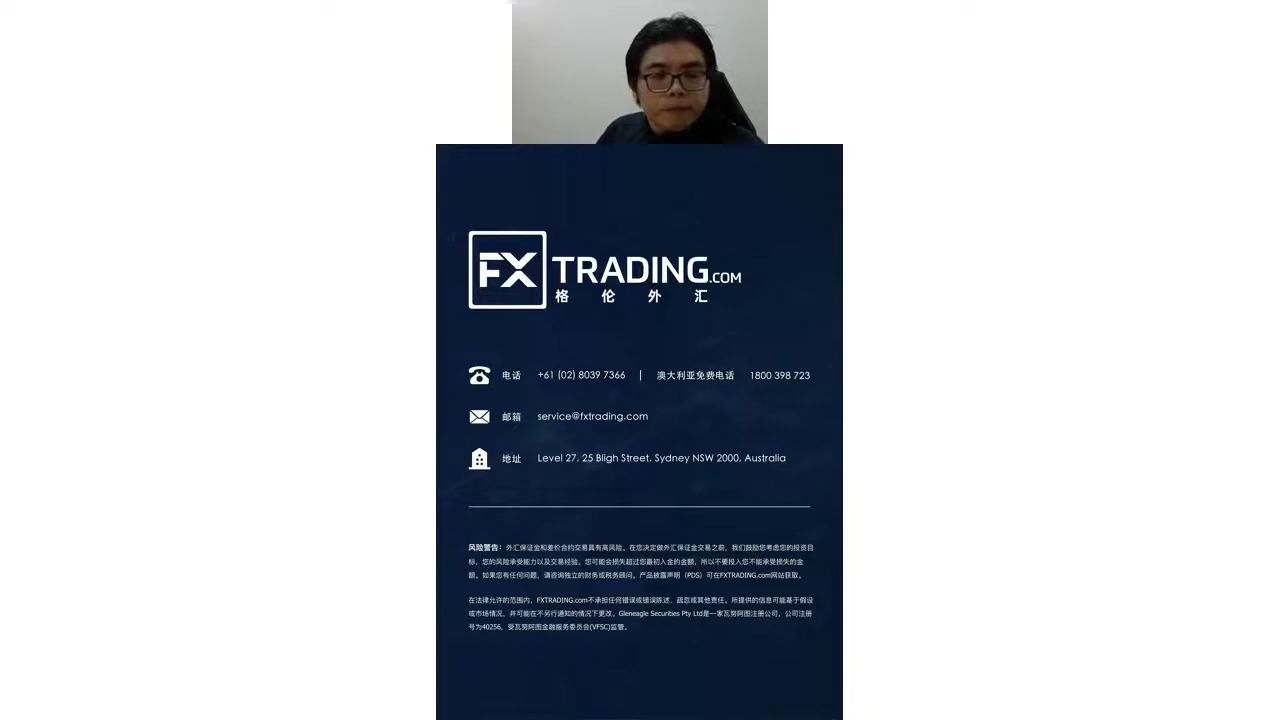 FX TRADING.COM
格伦外汇
电话 +61 (02) 8039 7366 | 澳大利亚免费电话 1800 398 723
邮箱 service@fxtrading.com
地址 Level 27, 25 Bligh Street, Sydney NSW 2000, Australia
风险警告：外汇保证金和差价合约交易具有高风险。在您决定做外汇保证金交易之前，我们鼓励您考虑您的投资目
标，您的风险承受能力以及交易经验。您可能会损失超过您最初入金的金额，所以不要投入您不能承受损失的金
额。如果您有任何问题，请咨询独立的财务或税务顾问。产品披露声明（PDS）可在FXTRADING.com网站获取。
在法律允许的范围内，FXTRADING.com不承担任何错误或错误陈述、疏忽或其他责任。所提供的信息可能基于假设
或市场情况，并可能在不另行通知的情况下更改。Gleneagle Securities Pty Ltd是一家瓦努阿图注册公司，公司注册
号为40256，受瓦努阿图金融服务委员会(VFSC)监管。